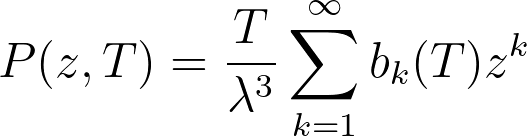 P(z, T) = \frac{T}{\lambda^3} \sum_{k=1}^{\infty} b_k(T) z^k